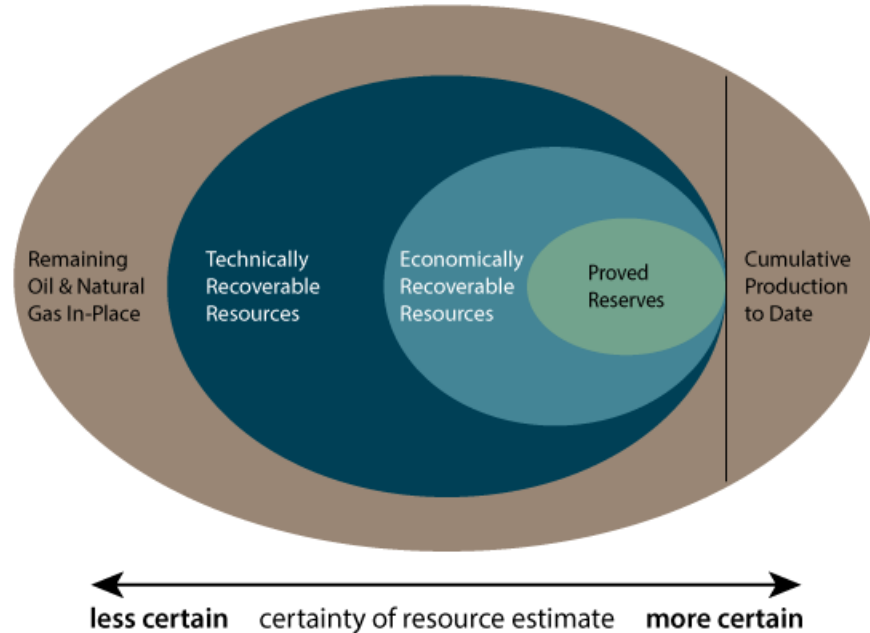 Remaining
Oil & Natural
Gas In-Place
Technically
Recoverable
Resources
Economically
Recoverable
Resources
Proved
Reserves
Cumulative
Production
to Date
less certain certainty of resource estimate more certain